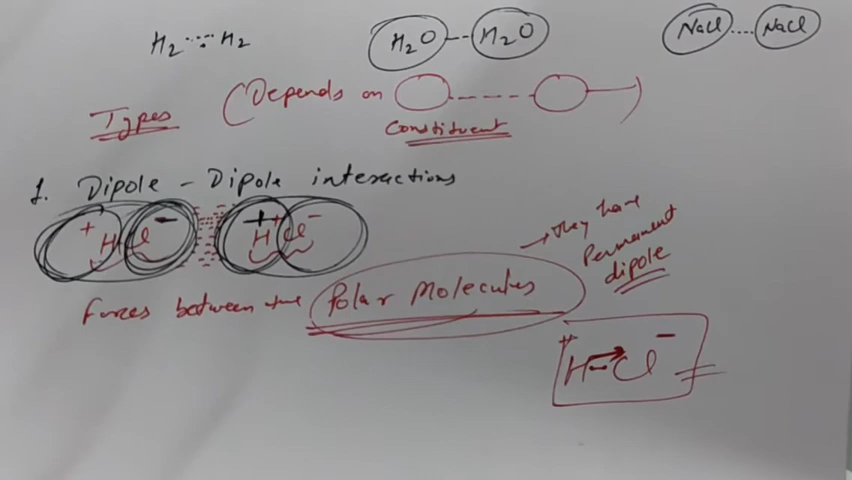 H₂ ...... H₂ H₂O --- H₂O NaCl .... NaCl
Types (Depends on ------ )
Constituent
1. Dipole - Dipole interactions
+ H Cl - + H Cl -
→ They have
Permanent
dipole
Forces between the Polar Molecules
+ H → Cl -